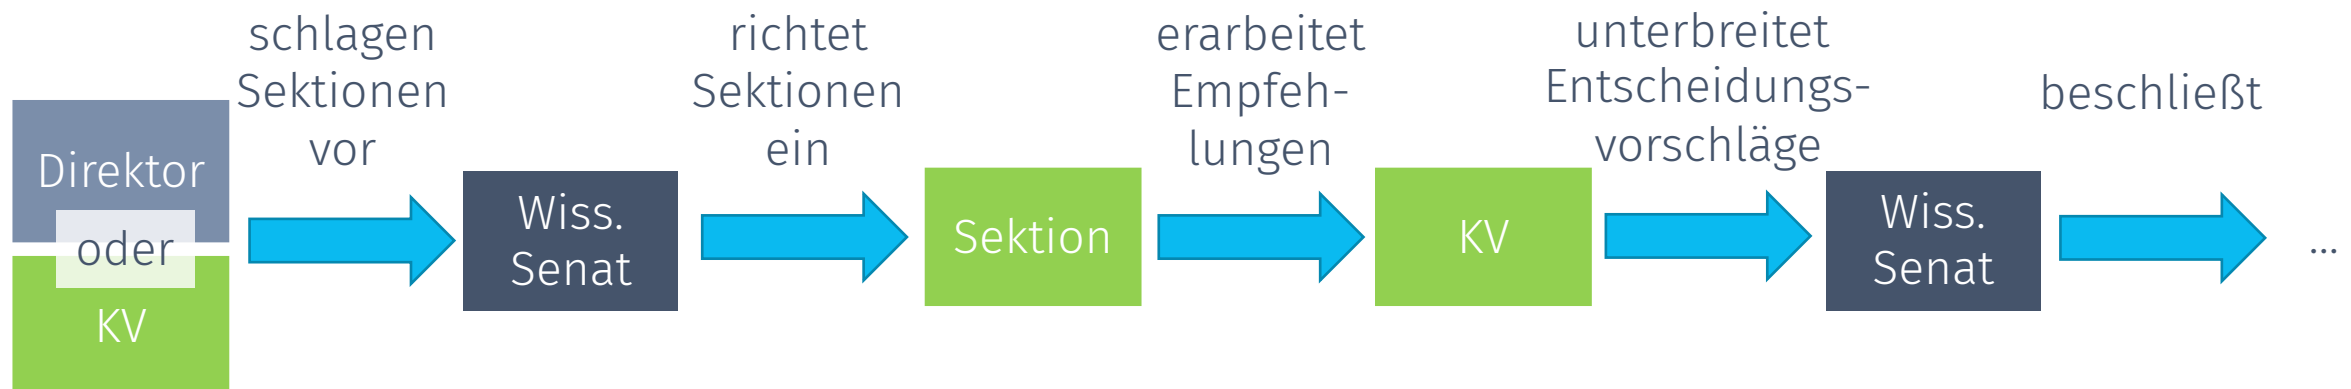 Direktor
oder
KV
schlagen
Sektionen
vor
Wiss.
Senat
richtet
Sektionen
ein
Sektion
erarbeitet
Empfeh-
lungen
KV
unterbreitet
Entscheidungs-
vorschläge
Wiss.
Senat
beschließt
...